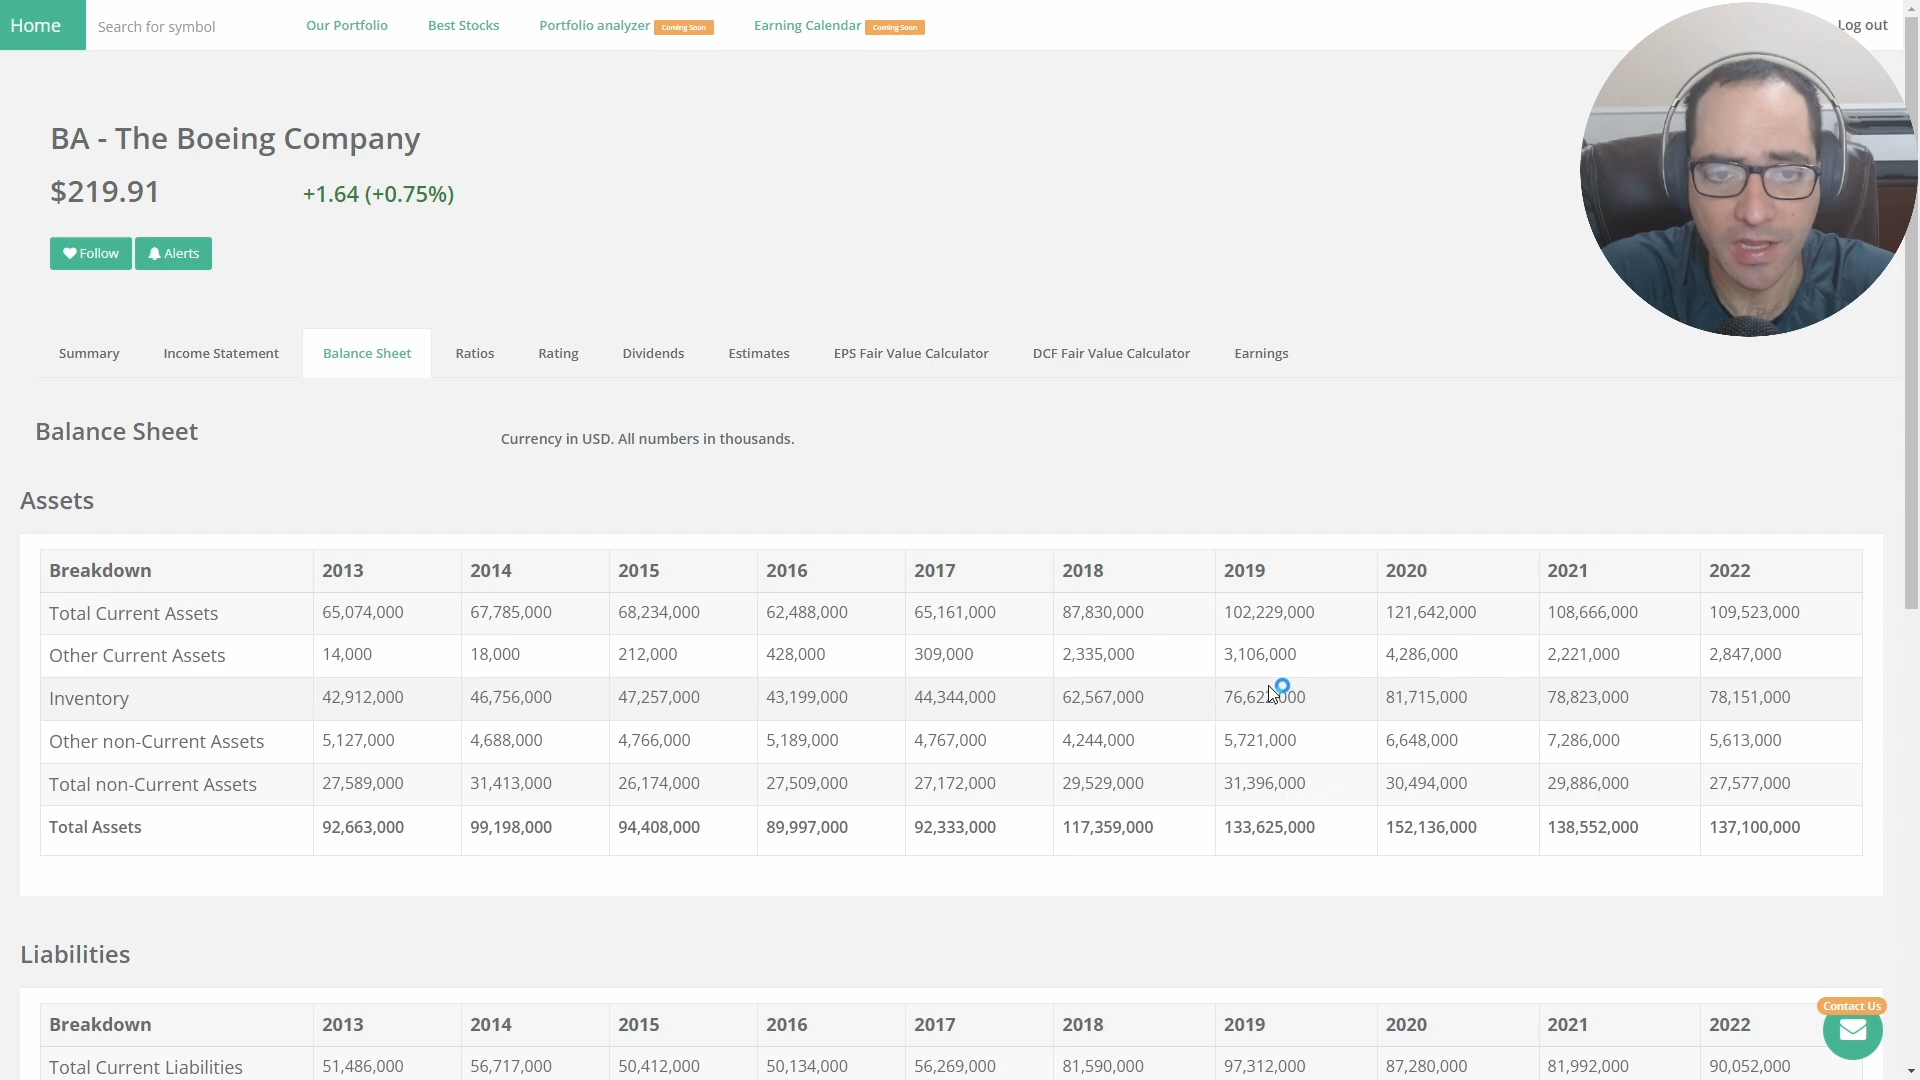 Home
Search for symbol
Our Portfolio
Best Stocks
Portfolio analyzer Coming Soon
Earning Calendar Coming Soon
Log out
BA - The Boeing Company
$219.91 +1.64 (+0.75%)
Follow Alerts
Summary Income Statement Balance Sheet Ratios Rating Dividends Estimates EPS Fair Value Calculator DCF Fair Value Calculator Earnings
Balance Sheet Currency in USD. All numbers in thousands.
Assets
Breakdown 2013 2014 2015 2016 2017 2018 2019 2020 2021 2022
Total Current Assets 65,074,000 67,785,000 68,234,000 62,488,000 65,161,000 87,830,000 102,229,000 121,642,000 108,666,000 109,523,000
Other Current Assets 14,000 18,000 212,000 428,000 309,000 2,335,000 3,106,000 4,286,000 2,221,000 2,847,000
Inventory 42,912,000 46,756,000 47,257,000 43,199,000 44,344,000 62,567,000 81,715,000 78,823,000 78,151,000
Other non-Current Assets 5,127,000 4,688,000 4,766,000 5,189,000 4,767,000 4,244,000 5,721,000 6,648,000 7,286,000 5,613,000
Total non-Current Assets 27,589,000 31,413,000 26,174,000 27,509,000 27,172,000 29,529,000 31,396,000 30,494,000 29,886,000 27,577,000
Total Assets 92,663,000 99,198,000 94,408,000 89,997,000 92,333,000 117,359,000 133,625,000 152,136,000 138,552,000 137,100,000
Liabilities
Contact Us
Breakdown 2013 2014 2015 2016 2017 2018 2019 2020 2021 2022
Total Current Liabilities 51,486,000 56,717,000 50,412,000 50,134,000 56,269,000 81,590,000 97,312,000 87,280,000 81,992,000 90,052,000